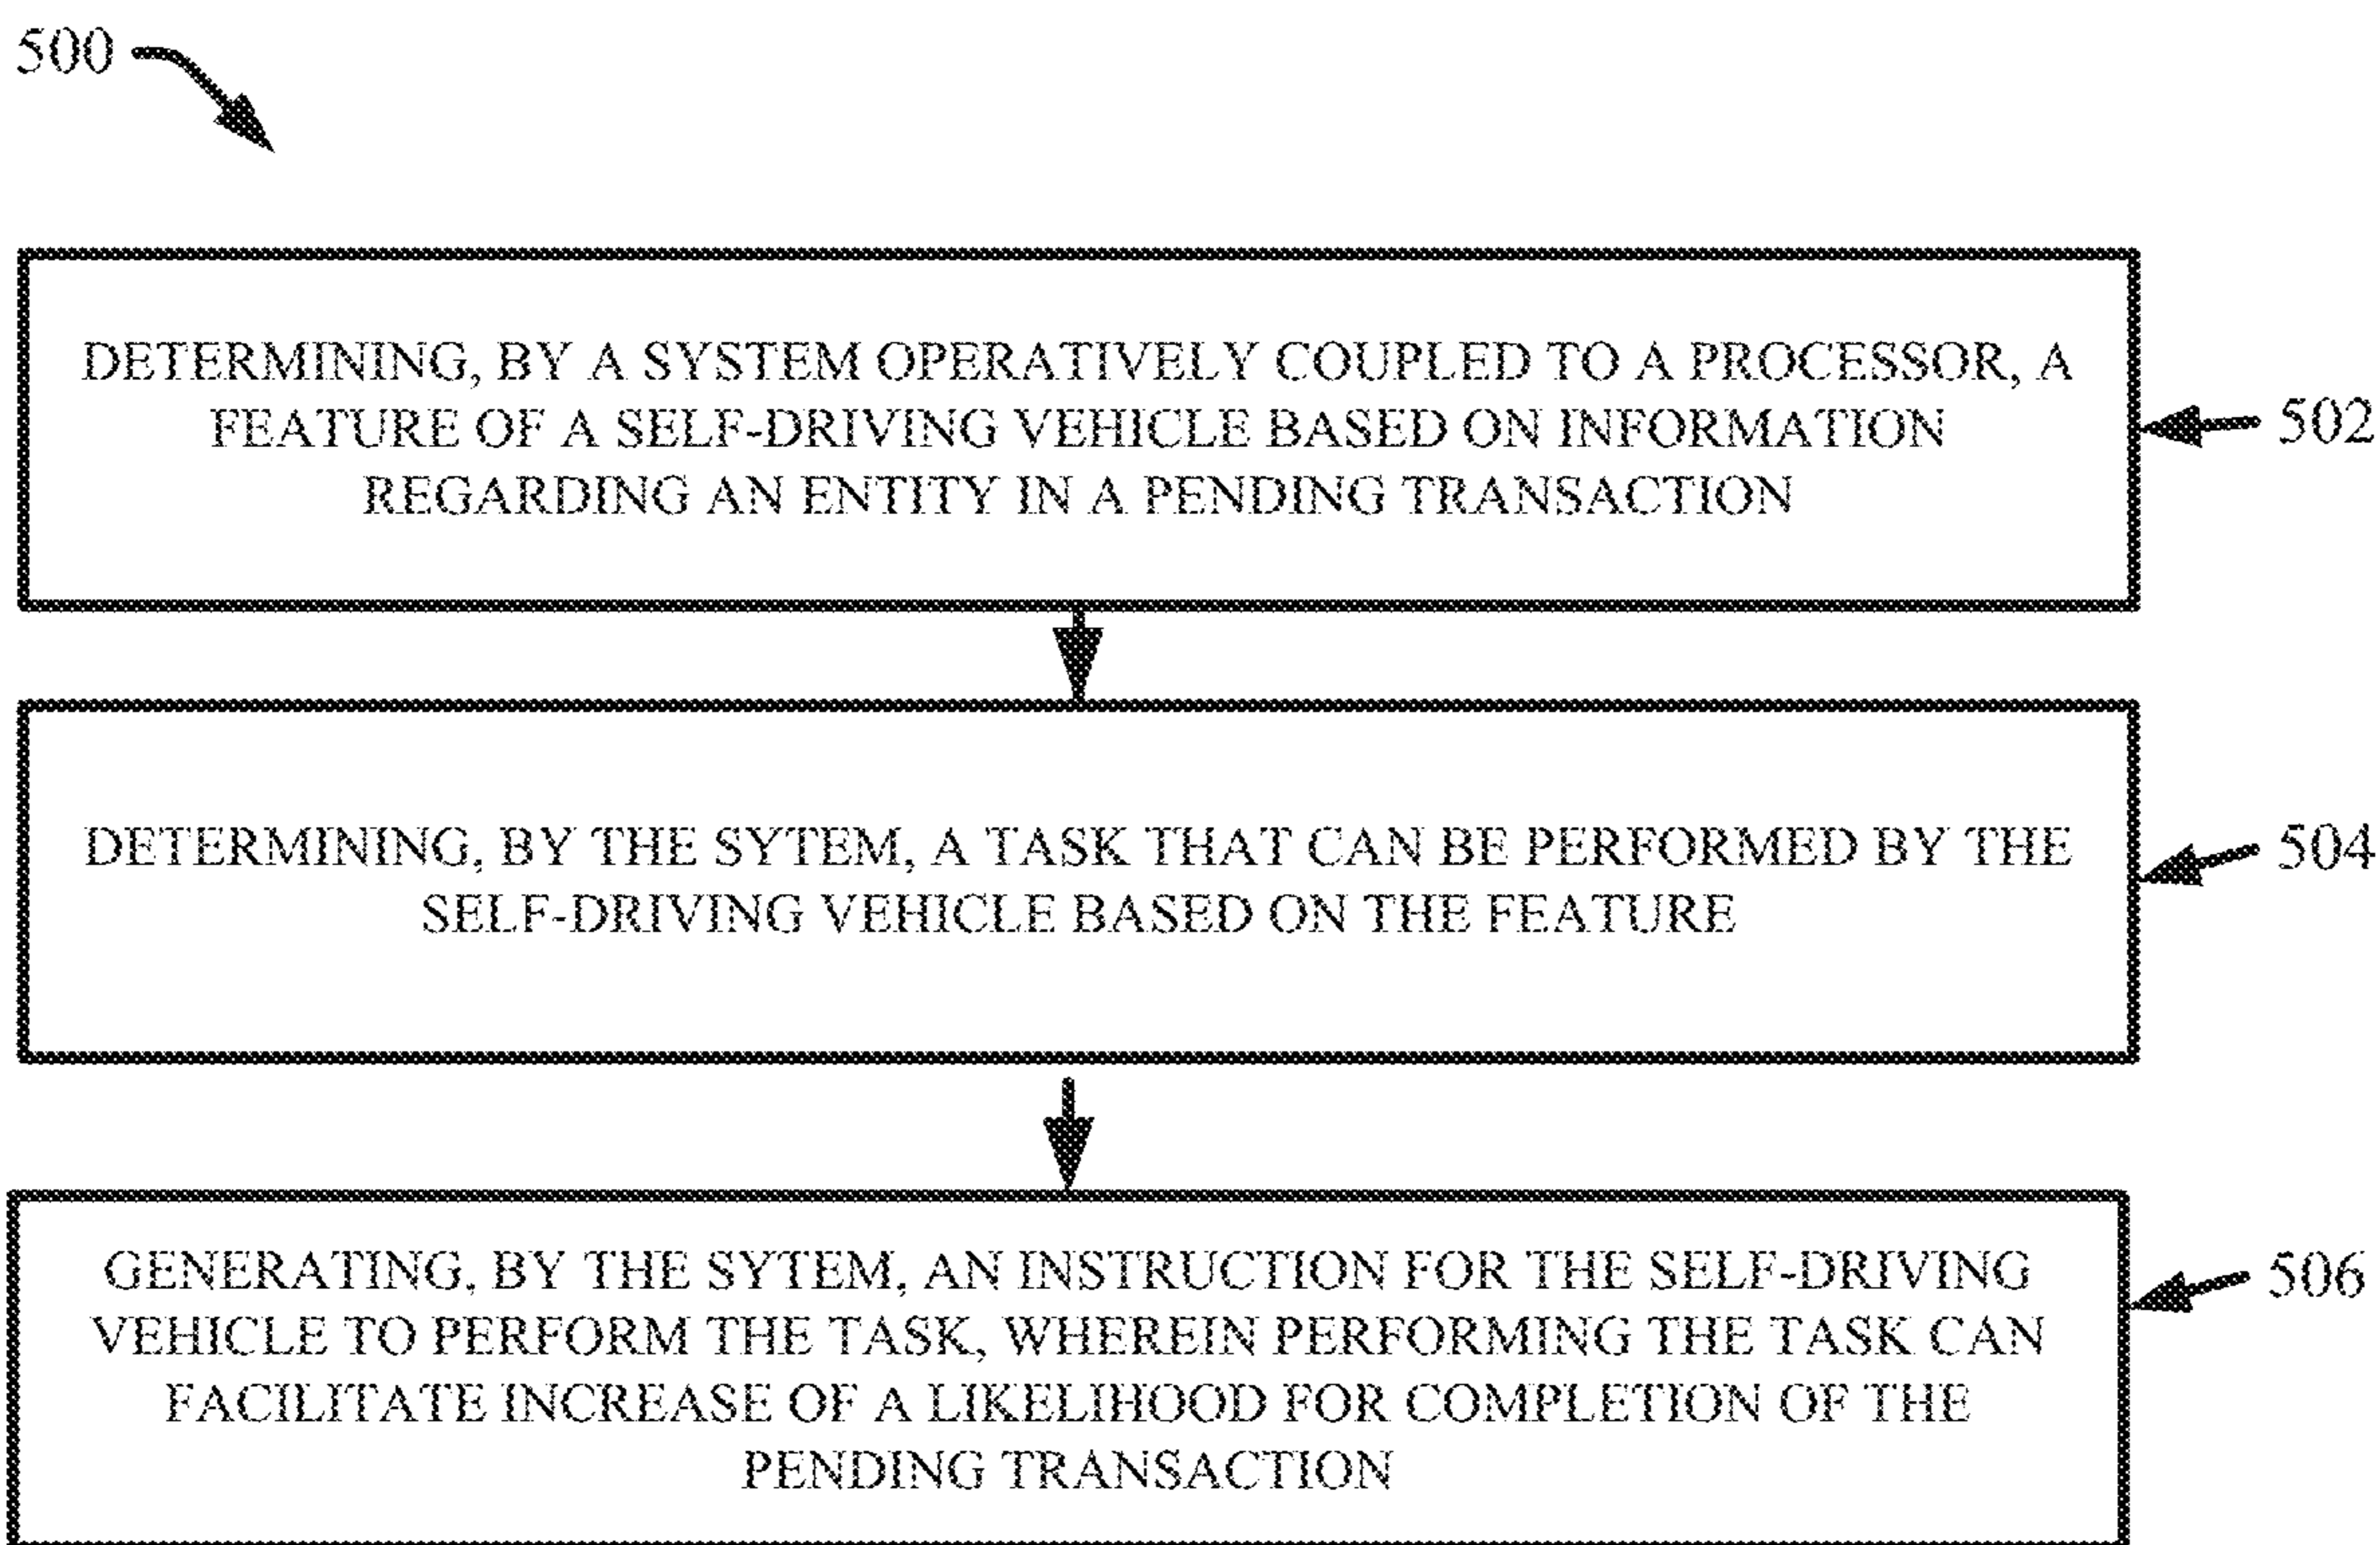 500
DETERMINING, BY A SYSTEM OPERATIVELY COUPLED TO A PROCESSOR, A
FEATURE OF A SELF-DRIVING VEHICLE BASED ON INFORMATION
REGARDING AN ENTITY IN A PENDING TRANSACTION
502
DETERMINING, BY THE SYTEM, A TASK THAT CAN BE PERFORMED BY THE
SELF-DRIVING VEHICLE BASED ON THE FEATURE
504
GENERATING, BY THE SYTEM, AN INSTRUCTION FOR THE SELF-DRIVING
VEHICLE TO PERFORM THE TASK, WHEREIN PERFORMING THE TASK CAN
FACILITATE INCREASE OF A LIKELIHOOD FOR COMPLETION OF THE
PENDING TRANSACTION
506